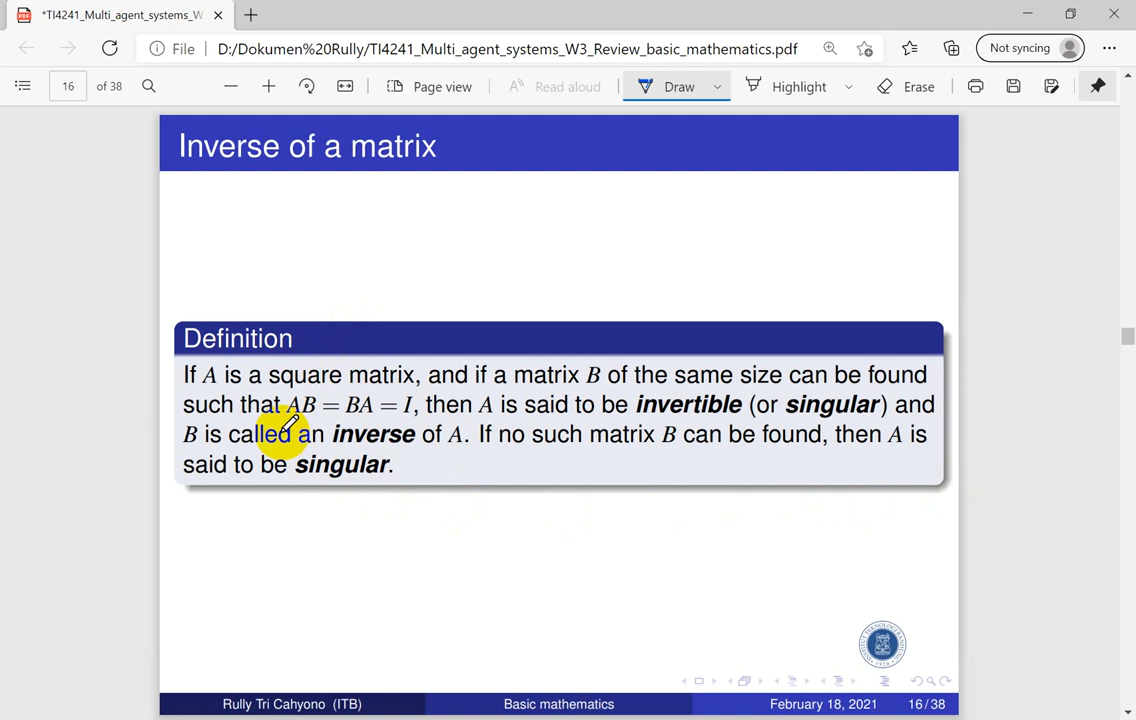 *TI4241_Multi_agent_systems_W
File D:/Dokumen%20Rully/TI4241_Multi_agent_systems_W3_Review_basic_mathematics.pdf Not syncing
16 of 38 Page view Read aloud Draw Highlight Erase
Inverse of a matrix
Definition
If A is a square matrix, and if a matrix B of the same size can be found
such that AB = BA = I, then A is said to be invertible (or singular) and
B is called an inverse of A. If no such matrix B can be found, then A is
said to be singular.
Rully Tri Cahyono (ITB) Basic mathematics February 18, 2021 16/38